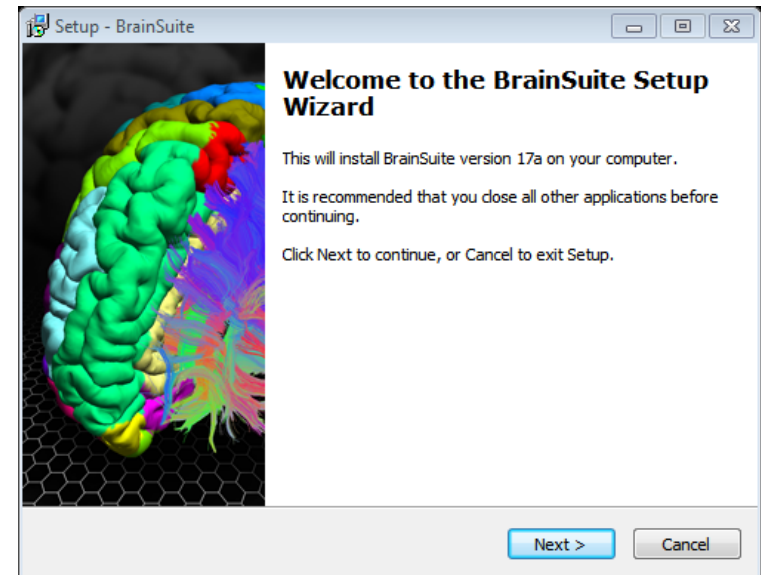 Setup - BrainSuite
Welcome to the BrainSuite Setup
Wizard
This will install BrainSuite version 17a on your computer.
It is recommended that you close all other applications before
continuing.
Click Next to continue, or Cancel to exit Setup.
Next >
Cancel